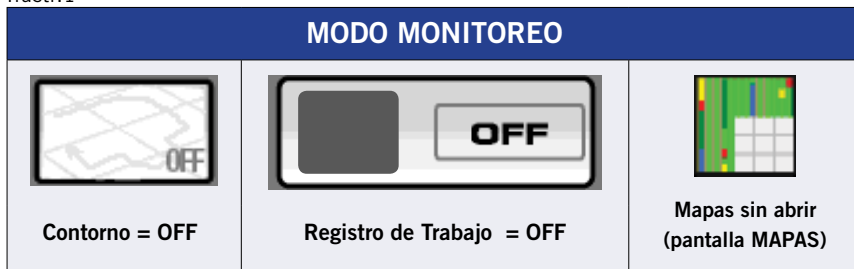 MODO MONITOREO
OFF
OFF
Contorno = OFF
Registro de Trabajo = OFF
Mapas sin abrir
(pantalla MAPAS)